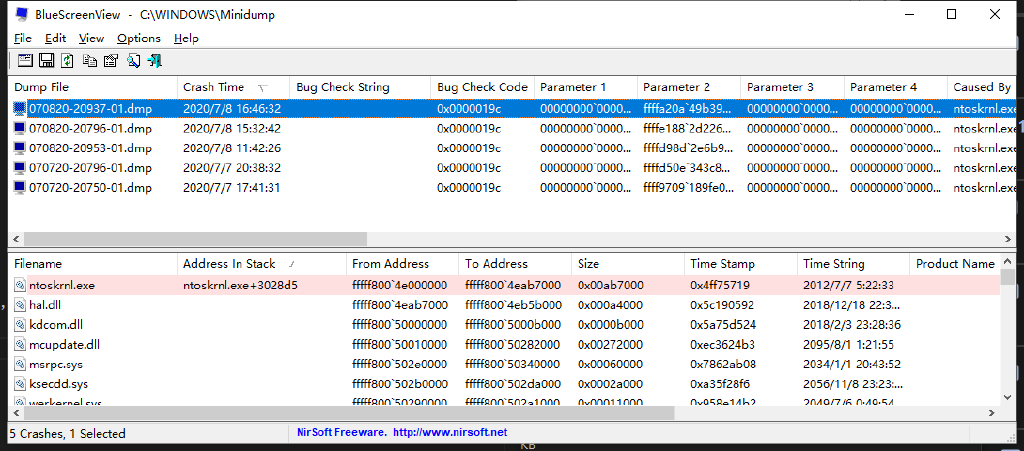 BlueScreenView - C:\WINDOWS\Minidump
File Edit View Options Help
Dump File Crash Time Bug Check String Bug Check Code Parameter 1 Parameter 2 Parameter 3 Parameter 4 Caused By
070820-20937-01.dmp 2020/7/8 16:46:32 0x0000019c 00000000`0000... ffffa20a`49b39... 00000000`0000... 00000000`0000... ntoskrnl.exe
070820-20796-01.dmp 2020/7/8 15:32:42 0x0000019c 00000000`0000... ffffe188`2d226... 00000000`0000... 00000000`0000... ntoskrnl.exe
070820-20953-01.dmp 2020/7/8 11:42:26 0x0000019c 00000000`0000... ffffd98d`2e6b9... 00000000`0000... 00000000`0000... ntoskrnl.exe
070720-20796-01.dmp 2020/7/7 20:38:32 0x0000019c 00000000`0000... ffffd50e`343c8... 00000000`0000... 00000000`0000... ntoskrnl.exe
070720-20750-01.dmp 2020/7/7 17:41:31 0x0000019c 00000000`0000... ffff9709`189fe0... 00000000`0000... 00000000`0000... ntoskrnl.exe
Filename Address In Stack From Address To Address Size Time Stamp Time String Product Name
ntoskrnl.exe ntoskrnl.exe+3028d5 fffff800`4e000000 fffff800`4eab7000 0x00ab7000 0x4ff75719 2012/7/7 5:22:33
hal.dll fffff800`4eab7000 fffff800`4eb5b000 0x000a4000 0x5c190592 2018/12/18 22:3...
kdcom.dll fffff800`50000000 fffff800`5000b000 0x0000b000 0x5a75d524 2018/2/3 23:28:36
mcupdate.dll fffff800`50010000 fffff800`50282000 0x00272000 0xec3624b3 2095/8/1 1:21:55
msrpc.sys fffff800`502e0000 fffff800`50340000 0x00060000 0x7862ab08 2034/1/1 20:43:52
ksecdd.sys fffff800`502b0000 fffff800`502da000 0x0002a000 0xa35f28f6 2056/11/8 23:23:...
werkernel.sys fffff800`50290000 fffff800`502a1000 0x00011000 0x958e14b2 2049/7/6 0:49:54
5 Crashes, 1 Selected NirSoft Freeware. http://www.nirsoft.net
KB